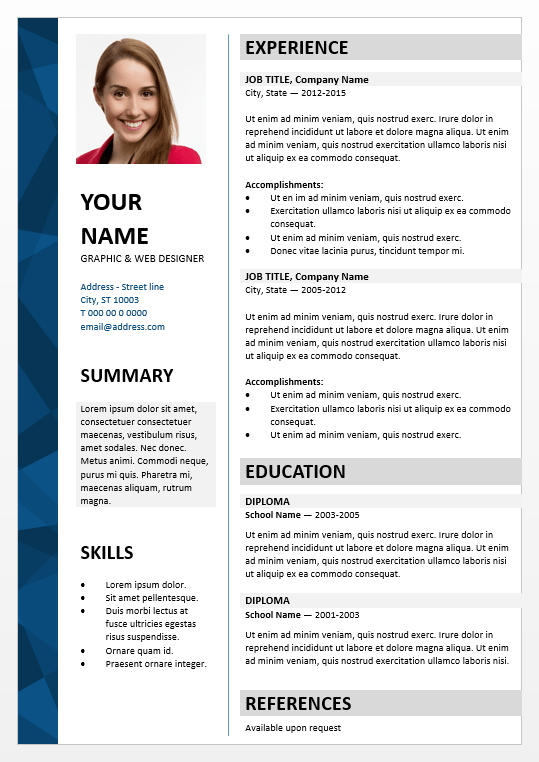 YOUR
NAME
GRAPHIC & WEB DESIGNER
Address - Street line
City, ST 10003
T 000 00 0 0000
email@address.com
SUMMARY
Lorem ipsum dolor sit amet,
consectetuer consectetuer
maecenas, vestibulum risus,
amet sodales. Nec donec.
Metus animi. Commodi neque,
purus mi quis. Pharetra mi,
maecenas aliquam, rutrum
magna.
SKILLS
• Lorem ipsum dolor.
• Sit amet pellentesque.
• Duis morbi lectus at
fusce ultricies egestas
risus suspendisse.
• Ornare quam id.
• Praesent ornare integer.
EXPERIENCE
JOB TITLE, Company Name
City, State — 2012-2015
Ut enim ad minim veniam, quis nostrud exerc. Irure dolor in
reprehend incididunt ut labore et dolore magna aliqua. Ut enim
ad minim veniam, quis nostrud exercitation ullamco laboris nisi
ut aliquip ex ea commodo consequat.
Accomplishments:
• Ut en im ad minim veniam, quis nostrud exerc.
• Exercitation ullamco laboris nisi ut aliquip ex ea commodo
consequat.
• Ut enim ad minim veniam, quis nostrud exerc.
• Donec vitae lacinia purus, tincidunt tempor mi.
JOB TITLE, Company Name
City, State — 2005-2012
Ut enim ad minim veniam, quis nostrud exerc. Irure dolor in
reprehend incididunt ut labore et dolore magna aliqua. Ut enim
ad minim veniam, quis nostrud exercitation ullamco laboris nisi
ut aliquip ex ea commodo consequat.
Accomplishments:
• Ut enim ad minim veniam, quis nostrud exerc.
• Exercitation ullamco laboris nisi ut aliquip ex ea commodo
consequat.
• Ut enim ad minim veniam, quis nostrud exerc.
EDUCATION
DIPLOMA
School Name — 2003-2005
Ut enim ad minim veniam, quis nostrud exerc. Irure dolor in
reprehend incididunt ut labore et dolore magna aliqua. Ut enim
ad minim veniam, quis nostrud exercitation ullamco laboris nisi
ut aliquip ex ea commodo consequat.
DIPLOMA
School Name — 2001-2003
Ut enim ad minim veniam, quis nostrud exerc. Irure dolor in
reprehend incididunt ut labore et dolore magna aliqua. Ut enim
ad minim veniam, quis nostrud exercitation ullamco laboris nisi.
REFERENCES
Available upon request